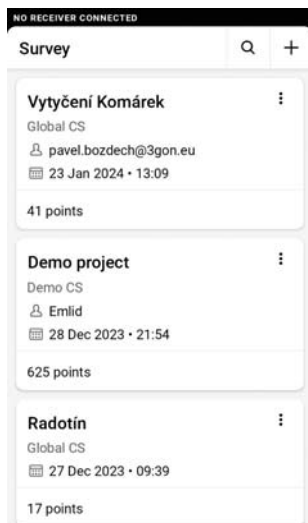 NO RECEIVER CONNECTED
Survey
Vytyčení Komárek
Global CS
pavel.bozdech@3gon.eu
23 Jan 2024 • 13:09
41 points
Demo project
Demo CS
Emlid
28 Dec 2023 • 21:54
625 points
Radotín
Global CS
27 Dec 2023 • 09:39
17 points